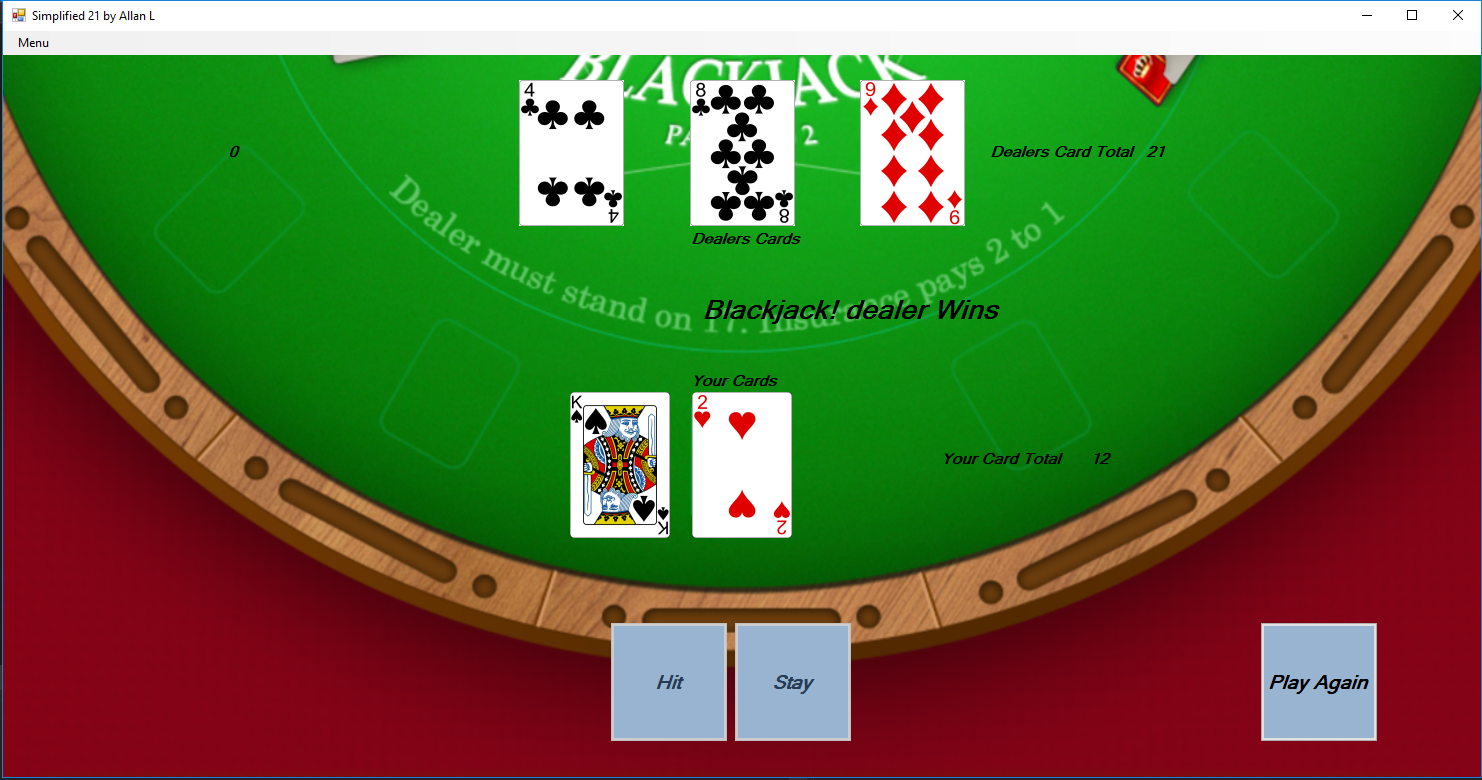 Simplified 21 by Allan L
Menu
BLACKJACK
4
8
9
2
0
Dealers Card Total 21
4
8
9
Dealer must stand on 17. Insurance pays 2 to 1
Dealers Cards
Blackjack! dealer Wins
Your Cards
K
2
Your Card Total 12
K
2
Hit
Stay
Play Again